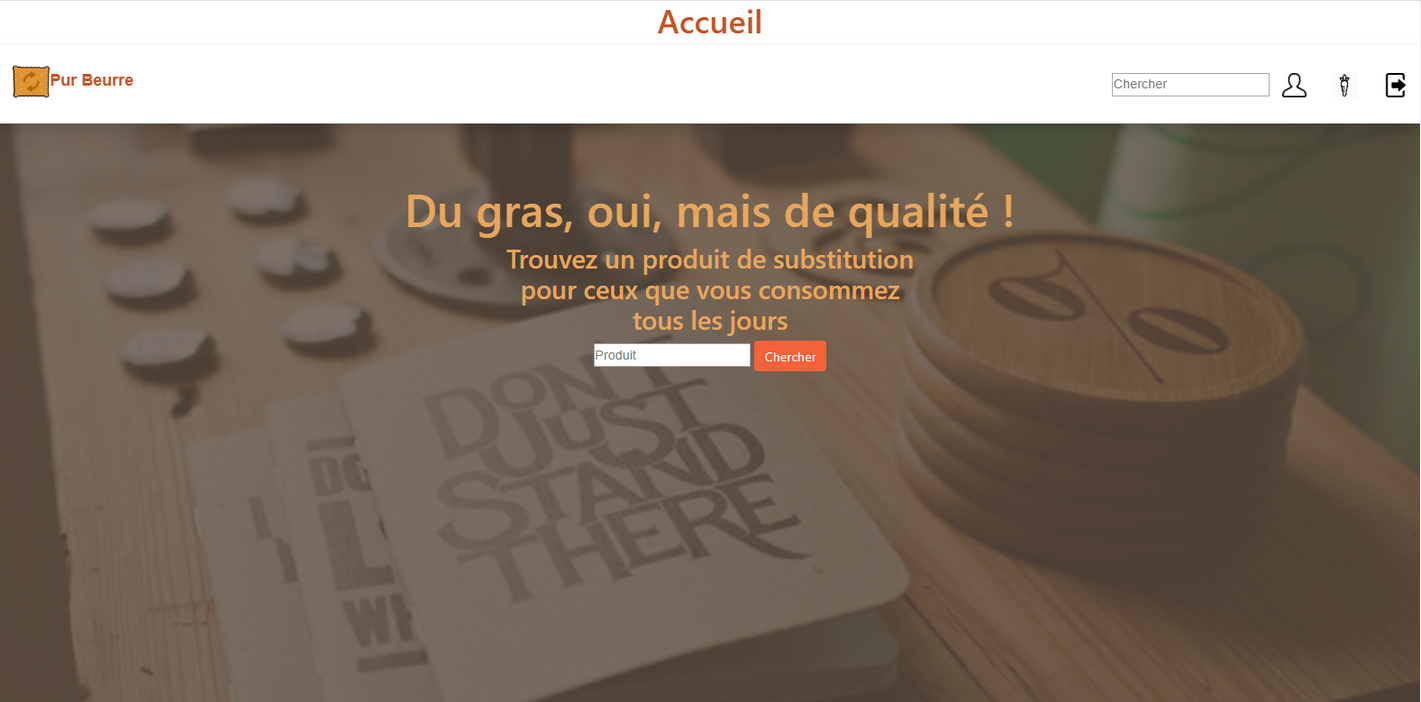 Accueil
Pur Beurre
Chercher
Du gras, oui, mais de qualité !
Trouvez un produit de substitution
pour ceux que vous consommez
tous les jours
Produit
Chercher
%
DON'T
JUST
STAND
THERE
DO
L
WH